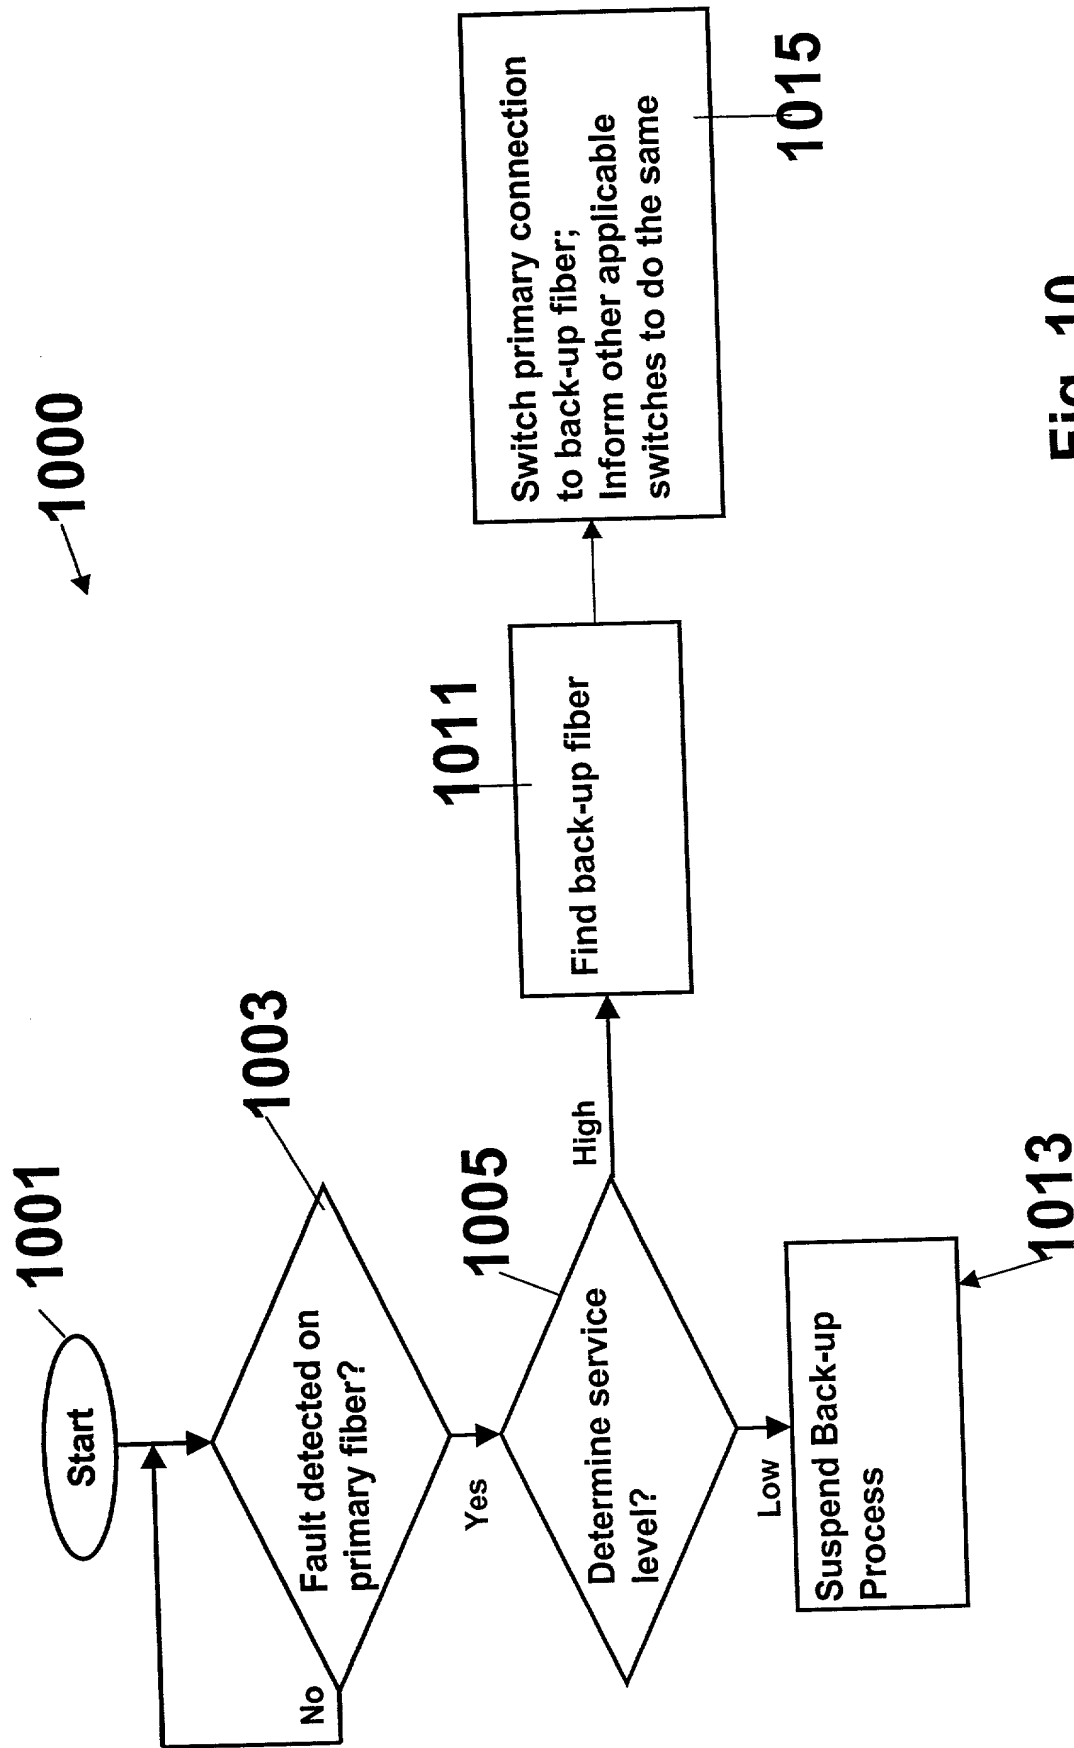 1000
1001
Start
1003
Fault detected on
primary fiber?
No
Yes
1005
Determine service
level?
High
Low
1011
Find back-up fiber
Switch primary connection
to back-up fiber;
Inform other applicable
switches to do the same
1015
Suspend Back-up
Process
1013
Fig. 10